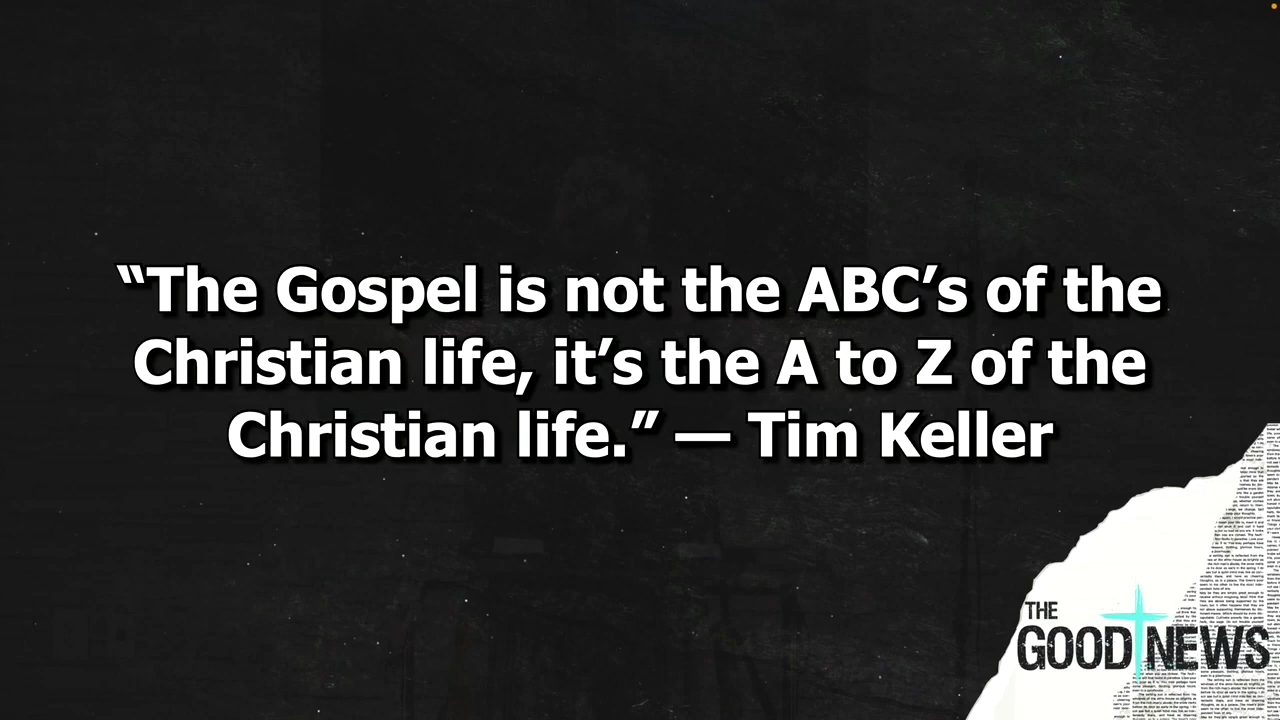 “The Gospel is not the ABC’s of the
Christian life, it’s the A to Z of the
Christian life.” — Tim Keller
THE
GOOD NEWS